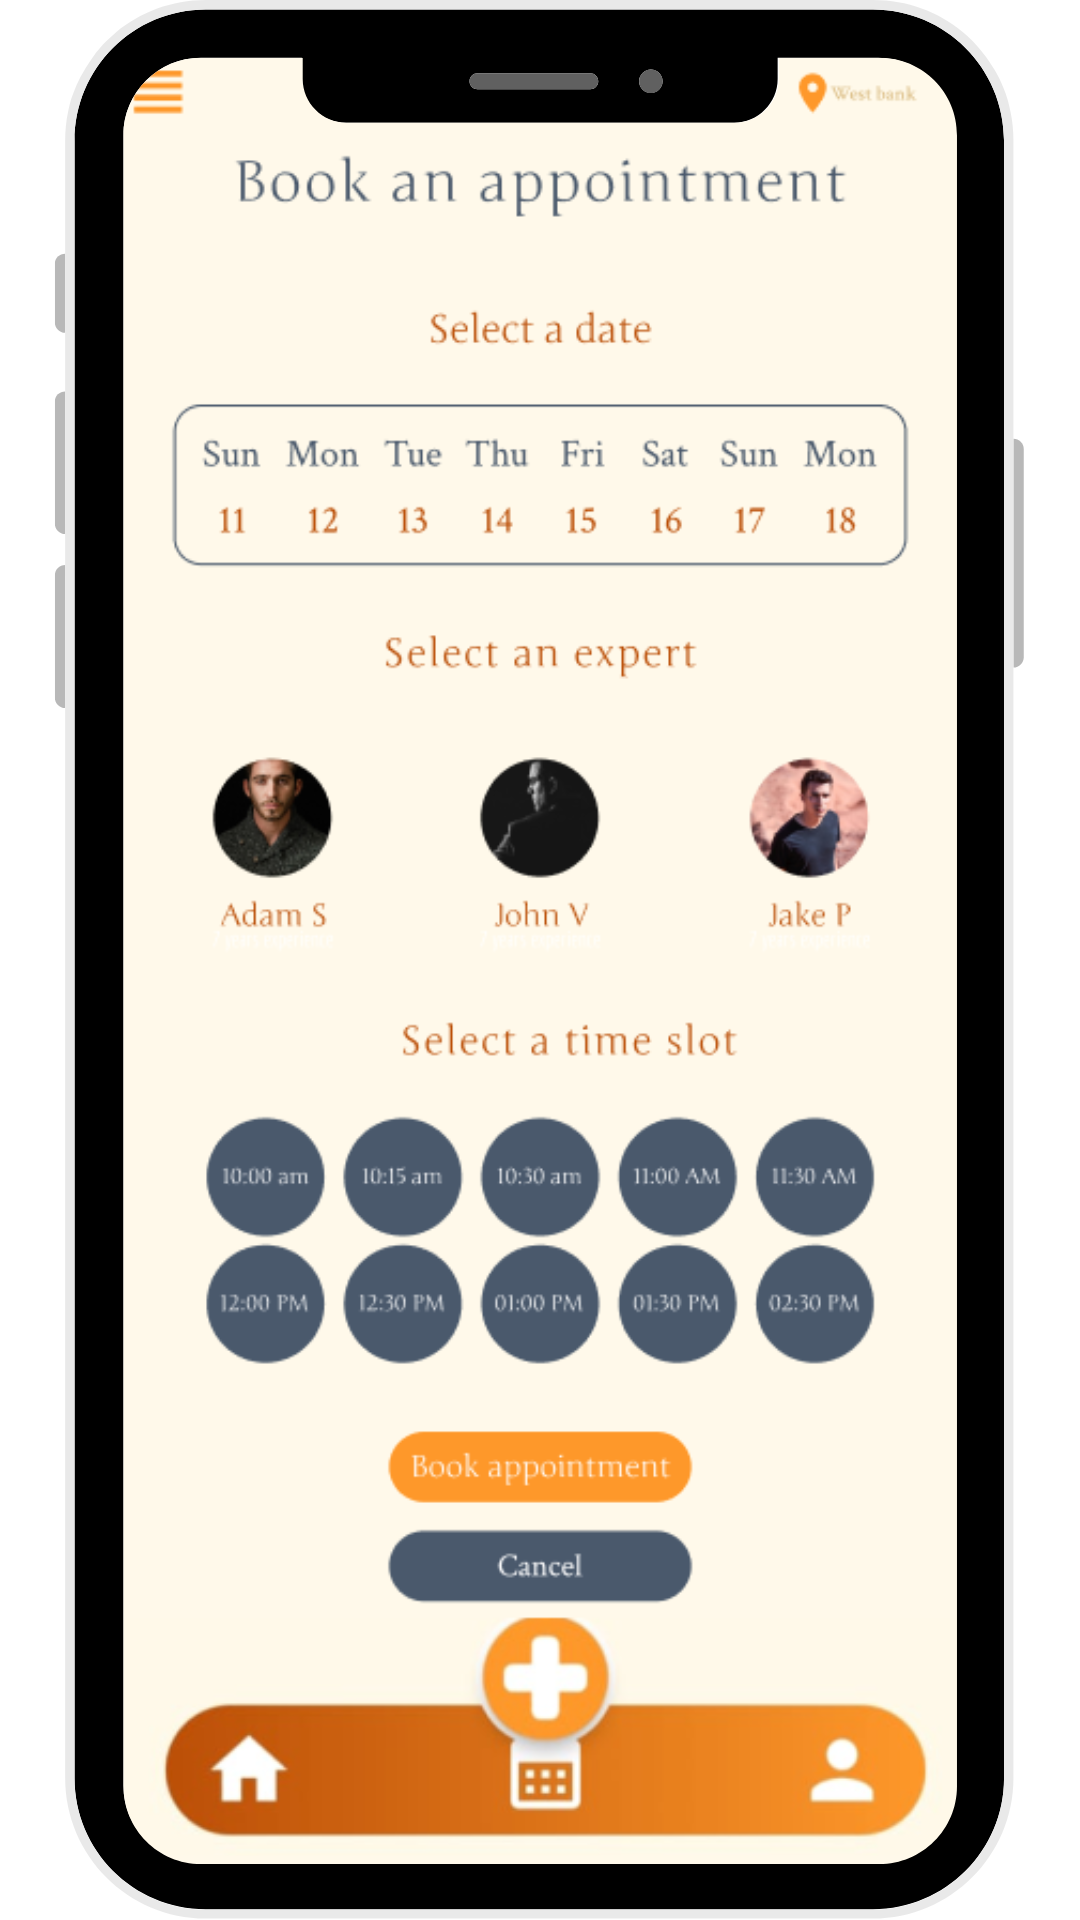 West bank
Book an appointment
Select a date
Sun Mon Tue Thu Fri Sat Sun Mon
11 12 13 14 15 16 17 18
Select an expert
Adam S John V Jake P
Select a time slot
10:00 am 10:15 am 10:30 am 11:00 AM 11:30 AM
12:00 PM 12:30 PM 01:00 PM 01:30 PM 02:30 PM
Book appointment
Cancel